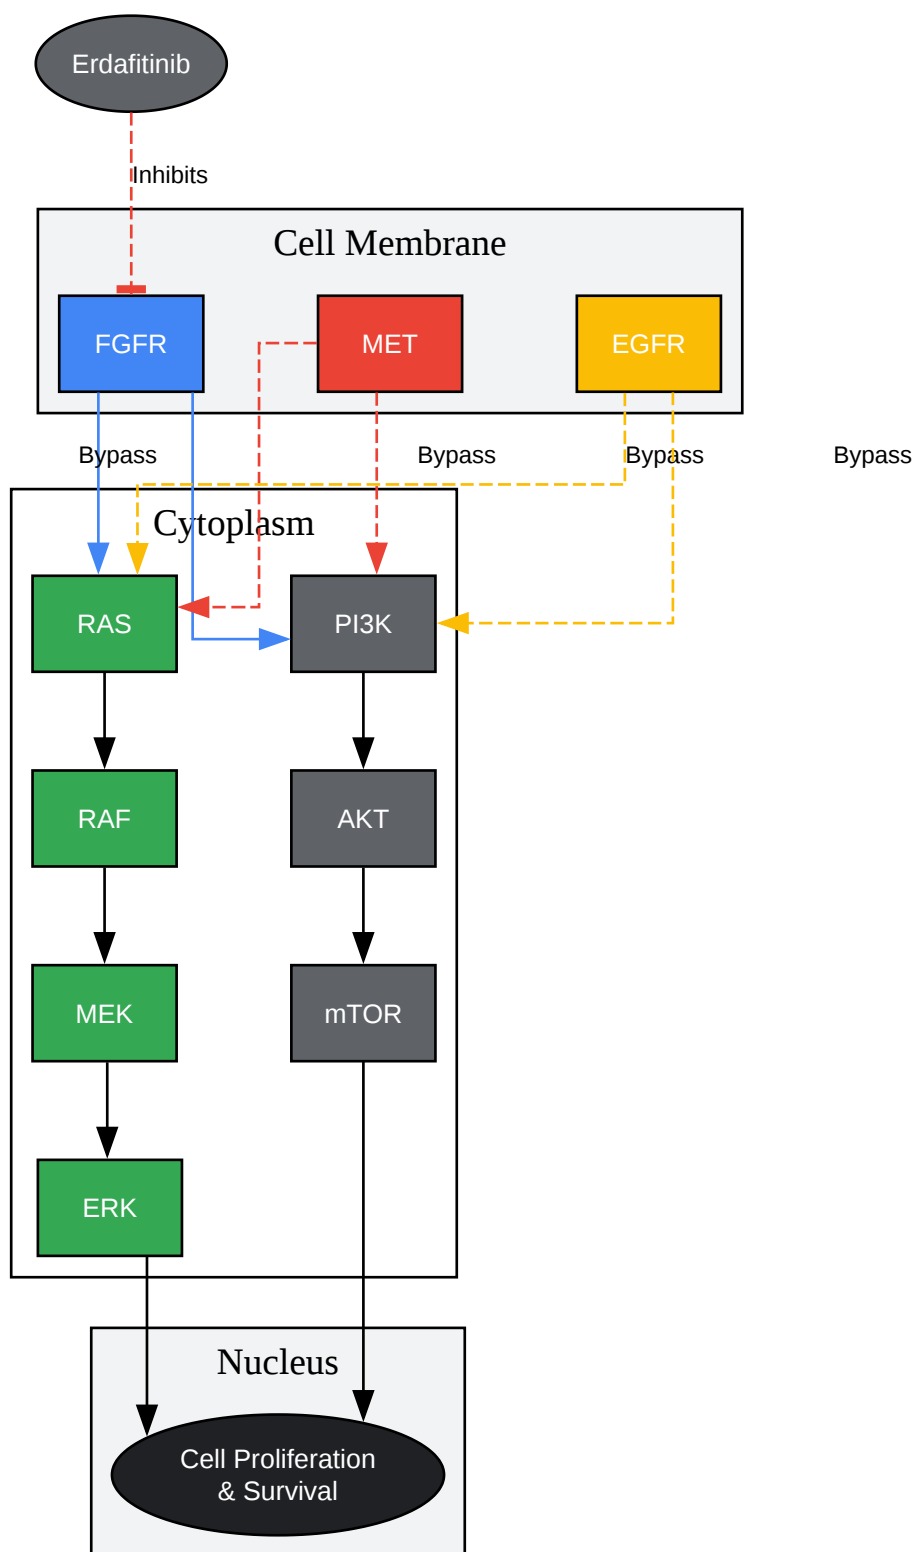 Erdafitinib
Inhibits
Cell Membrane
FGFR
MET
EGFR
Bypass
Bypass
Bypass
Bypass
Cytoplasm
RAS
PI3K
RAF
AKT
MEK
mTOR
ERK
Nucleus
Cell Proliferation
& Survival